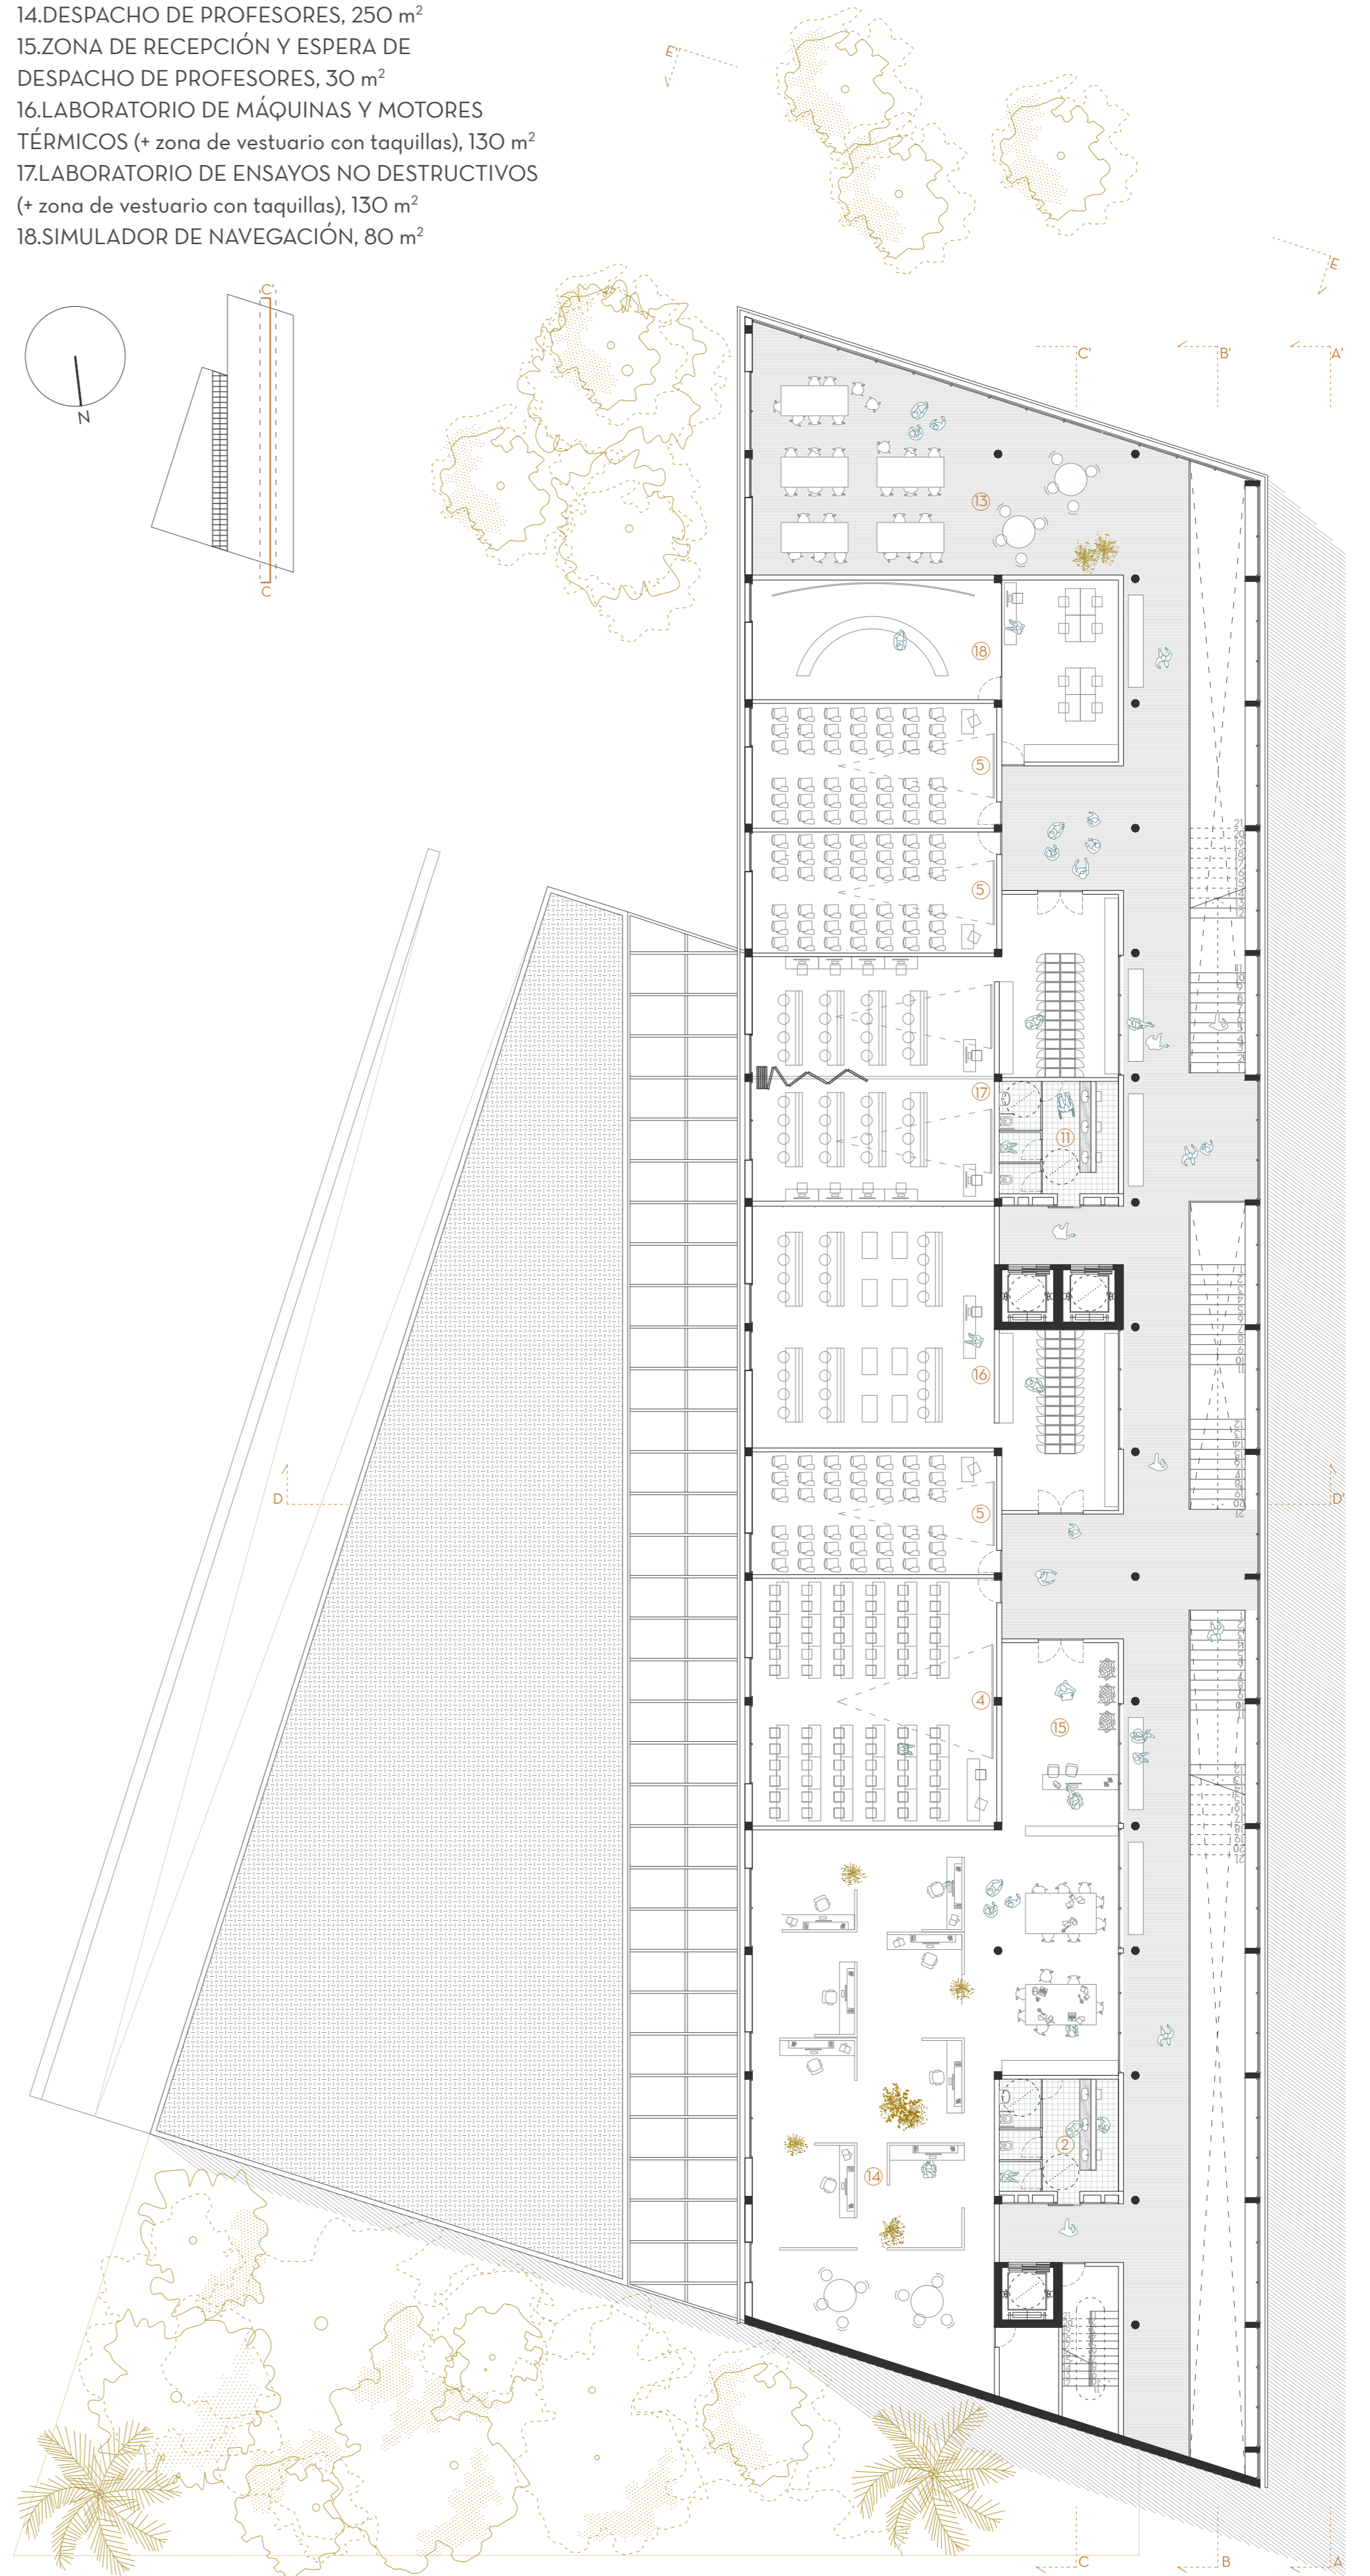 14.DESPACHO DE PROFESORES, 250 m²
15.ZONA DE RECEPCIÓN Y ESPERA DE
DESPACHO DE PROFESORES, 30 m²
16.LABORATORIO DE MÁQUINAS Y MOTORES
TÉRMICOS (+ zona de vestuario con taquillas), 130 m²
17.LABORATORIO DE ENSAYOS NO DESTRUCTIVOS
(+ zona de vestuario con taquillas), 130 m²
18.SIMULADOR DE NAVEGACIÓN, 80 m²
E''
E
C'
N
C
C'
B'
A'
13
18
5
5
17
11
16
D
D'
5
4
15
2
14
C
B
A